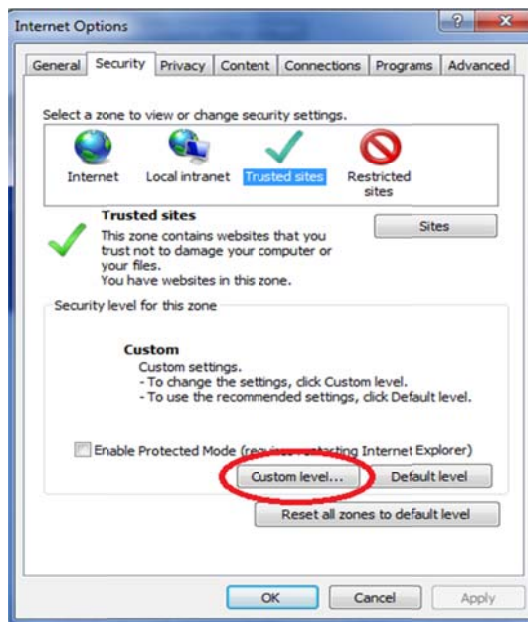 Internet Options
General Security Privacy Content Connections Programs Advanced
Select a zone to view or change security settings.
Internet Local intranet Trusted sites Restricted sites
Trusted sites
Sites
This zone contains websites that you
trust not to damage your computer or
your files.
You have websites in this zone.
Security level for this zone
Custom
Custom settings.
- To change the settings, click Custom level.
- To use the recommended settings, click Default level.
Enable Protected Mode (requires restarting Internet Explorer)
Custom level... Default level
Reset all zones to default level
OK Cancel Apply